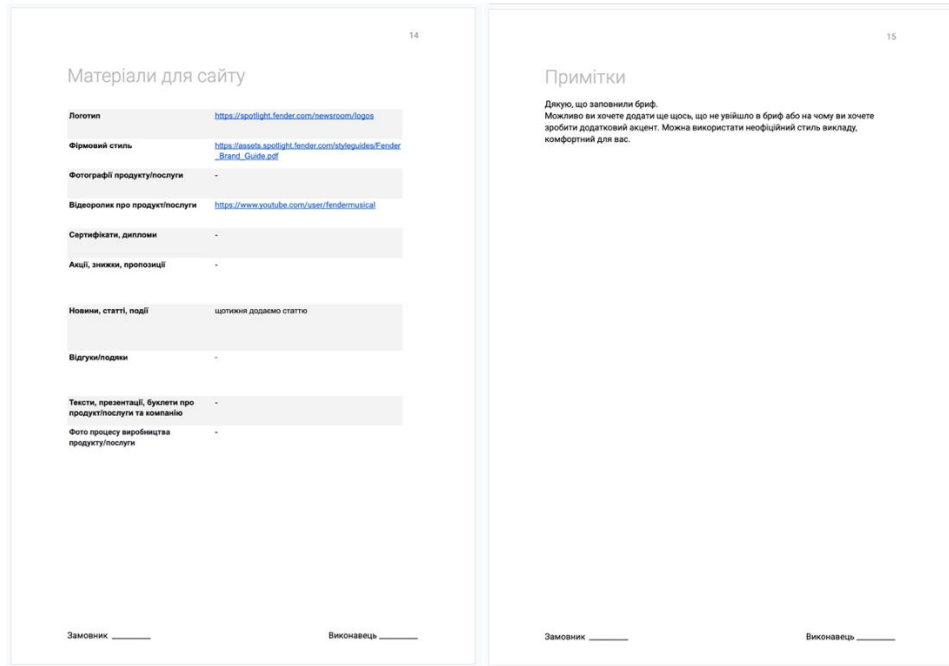 14
Матеріали для сайту
Логотип
https://spotlight.fender.com/newsroom/logos
Фірмовий стиль
https://assets.spotlight.fender.com/styleguides/Fender
_Brand_Guide.pdf
Фотографії продукту/послуги
-
Відеоролик про продукт/послуги
https://www.youtube.com/user/fendermusical
Сертифікати, дипломи
-
Акції, знижки, пропозиції
-
Новини, статті, події
щотижня додаємо статтю
Відгуки/подяки
-
Тексти, презентації, буклети про
продукт/послуги та компанію
-
Фото процесу виробництва
продукту/послуги
-
Замовник ________
Виконавець ________
15
Примітки
Дякую, що заповнили бриф.
Можливо ви хочете додати ще щось, що не увійшло в бриф або на чому ви хочете
зробити додатковий акцент. Можна використати неофіційний стиль викладу,
комфортний для вас.
Замовник ________
Виконавець ________